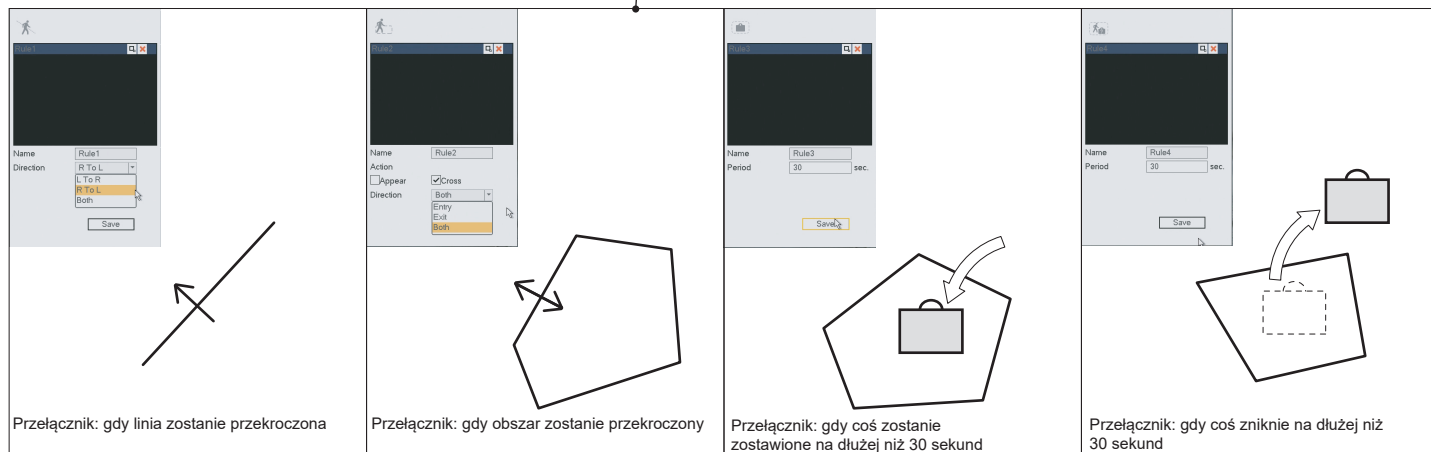 Rule1
Name Rule1
Direction R To L
L To R
R To L
Both
Save
Przełącznik: gdy linia zostanie przekroczona
Rule2
Name Rule2
Action
Appear Cross
Direction Both
Entry
Exit
Both
Przełącznik: gdy obszar zostanie przekroczony
Rule3
Name Rule3
Period 30 sec.
Save
Przełącznik: gdy coś zostanie
zostawione na dłużej niż 30 sekund
Rule4
Name Rule4
Period 30 sec.
Save
Przełącznik: gdy coś zniknie na dłużej niż
30 sekund